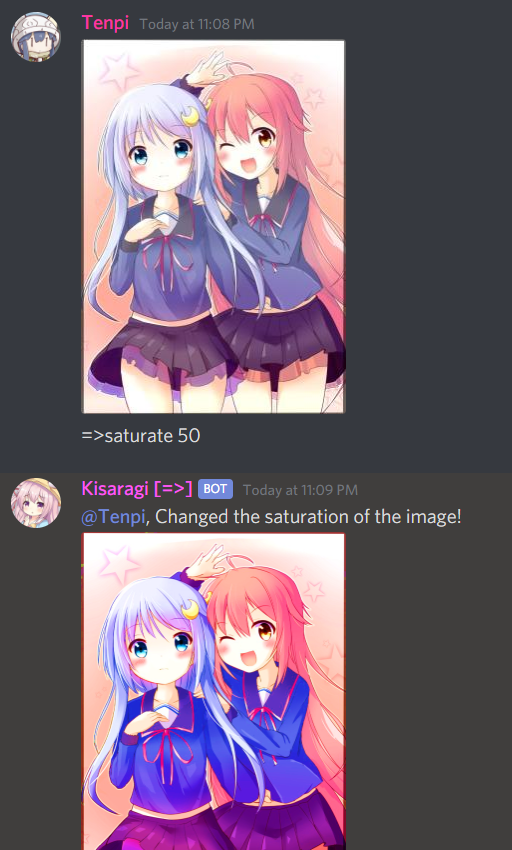 Tenpi Today at 11:08 PM
=>saturate 50
Kisaragi [=>] BOT Today at 11:09 PM
@Tenpi, Changed the saturation of the image!